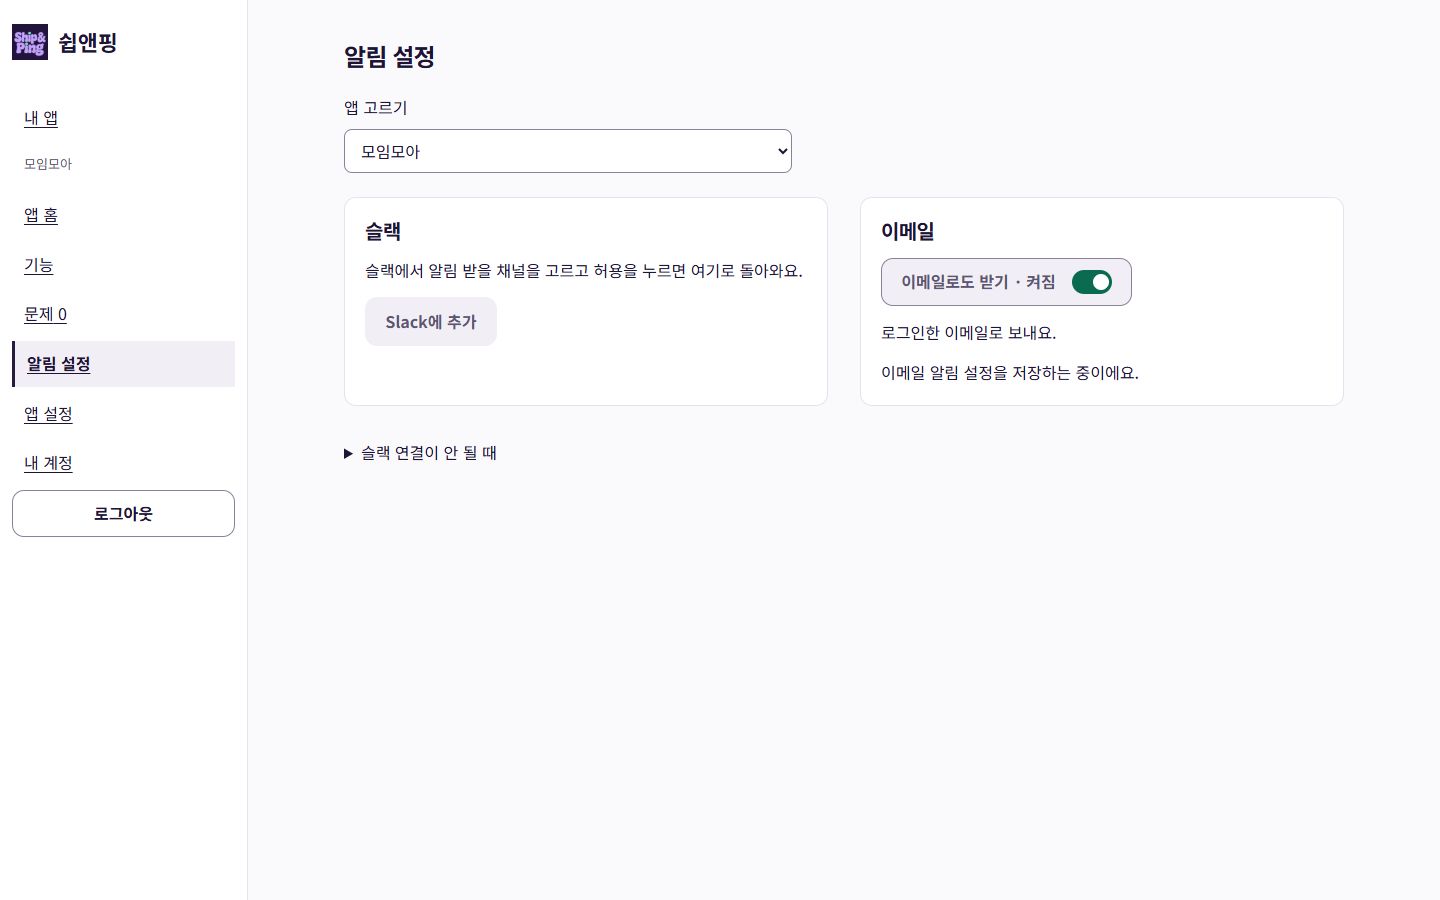 Ship&
Ping
쉽앤핑
내 앱
모임모아
앱 홈
기능
문제 0
알림 설정
앱 설정
내 계정
로그아웃
알림 설정
앱 고르기
모임모아
슬랙
슬랙에서 알림 받을 채널을 고르고 허용을 누르면 여기로 돌아와요.
Slack에 추가
이메일
이메일로도 받기 · 켜짐
로그인한 이메일로 보내요.
이메일 알림 설정을 저장하는 중이에요.
슬랙 연결이 안 될 때